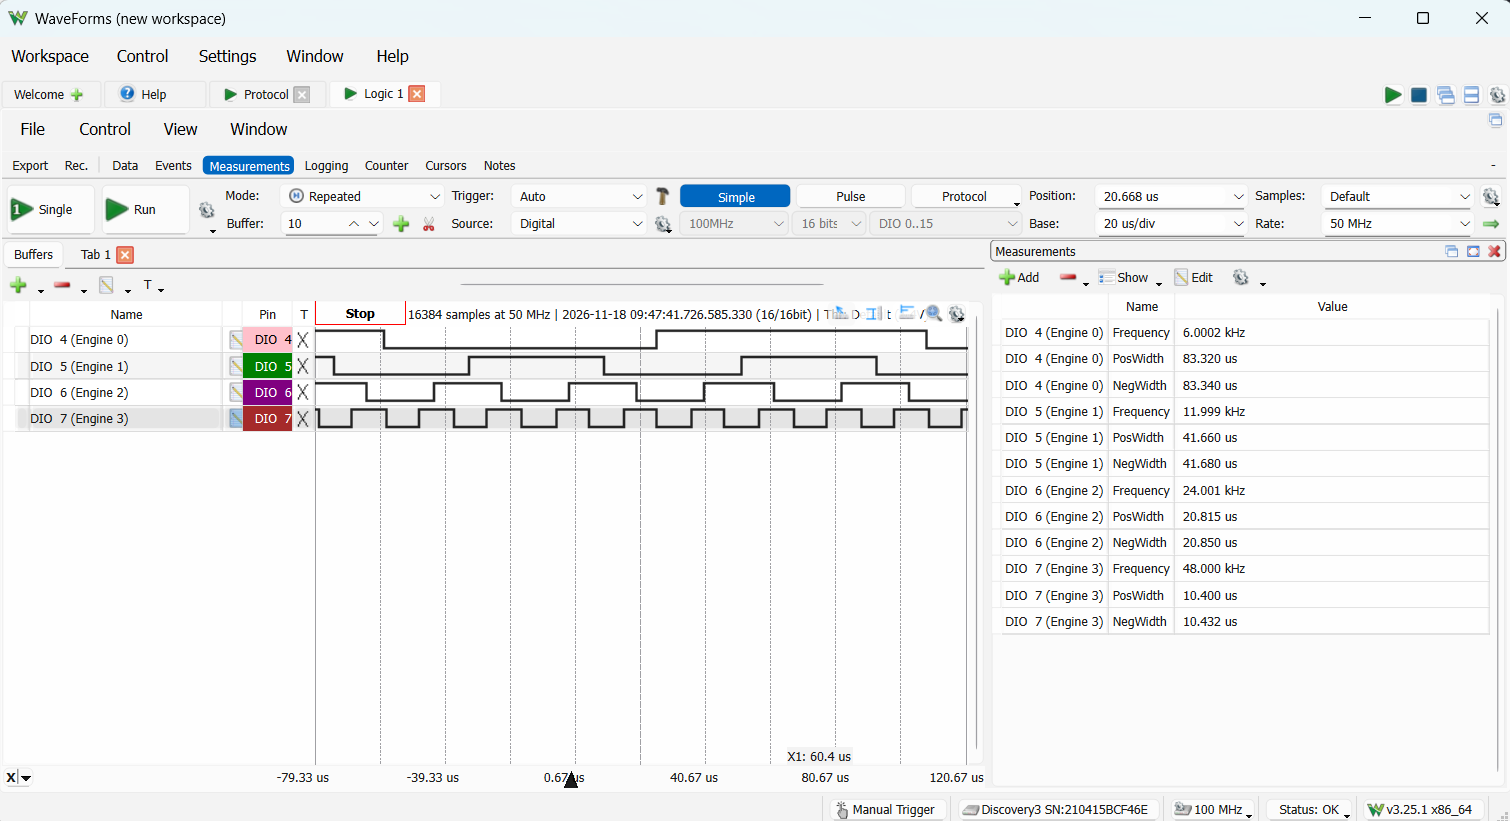 WaveForms (new workspace)
Workspace Control Settings Window Help
Welcome Help Protocol Logic 1
File Control View Window
Export Rec. Data Events Measurements Logging Counter Cursors Notes
Single Run Mode: Repeated Trigger: Auto Simple Pulse Protocol Position: 20.668 us Samples: Default
Buffer: 10 Source: Digital 100MHz 16 bits DIO 0..15 Base: 20 us/div Rate: 50 MHz
Buffers Tab 1
T
Name Pin T Stop 16384 samples at 50 MHz | 2026-11-18 09:47:41.726.585.330 (16/16bit) |
DIO 4 (Engine 0) DIO 4 X
DIO 5 (Engine 1) DIO 5 X
DIO 6 (Engine 2) DIO 6 X
DIO 7 (Engine 3) DIO 7 X
X1: 60.4 us
X -79.33 us -39.33 us 0.67 us 40.67 us 80.67 us 120.67 us
Measurements
Add Show Edit
Name Value
DIO 4 (Engine 0) Frequency 6.0002 kHz
DIO 4 (Engine 0) PosWidth 83.320 us
DIO 4 (Engine 0) NegWidth 83.340 us
DIO 5 (Engine 1) Frequency 11.999 kHz
DIO 5 (Engine 1) PosWidth 41.660 us
DIO 5 (Engine 1) NegWidth 41.680 us
DIO 6 (Engine 2) Frequency 24.001 kHz
DIO 6 (Engine 2) PosWidth 20.815 us
DIO 6 (Engine 2) NegWidth 20.850 us
DIO 7 (Engine 3) Frequency 48.000 kHz
DIO 7 (Engine 3) PosWidth 10.400 us
DIO 7 (Engine 3) NegWidth 10.432 us
Manual Trigger Discovery3 SN:210415BCF46E 100 MHz Status: OK v3.25.1 x86_64